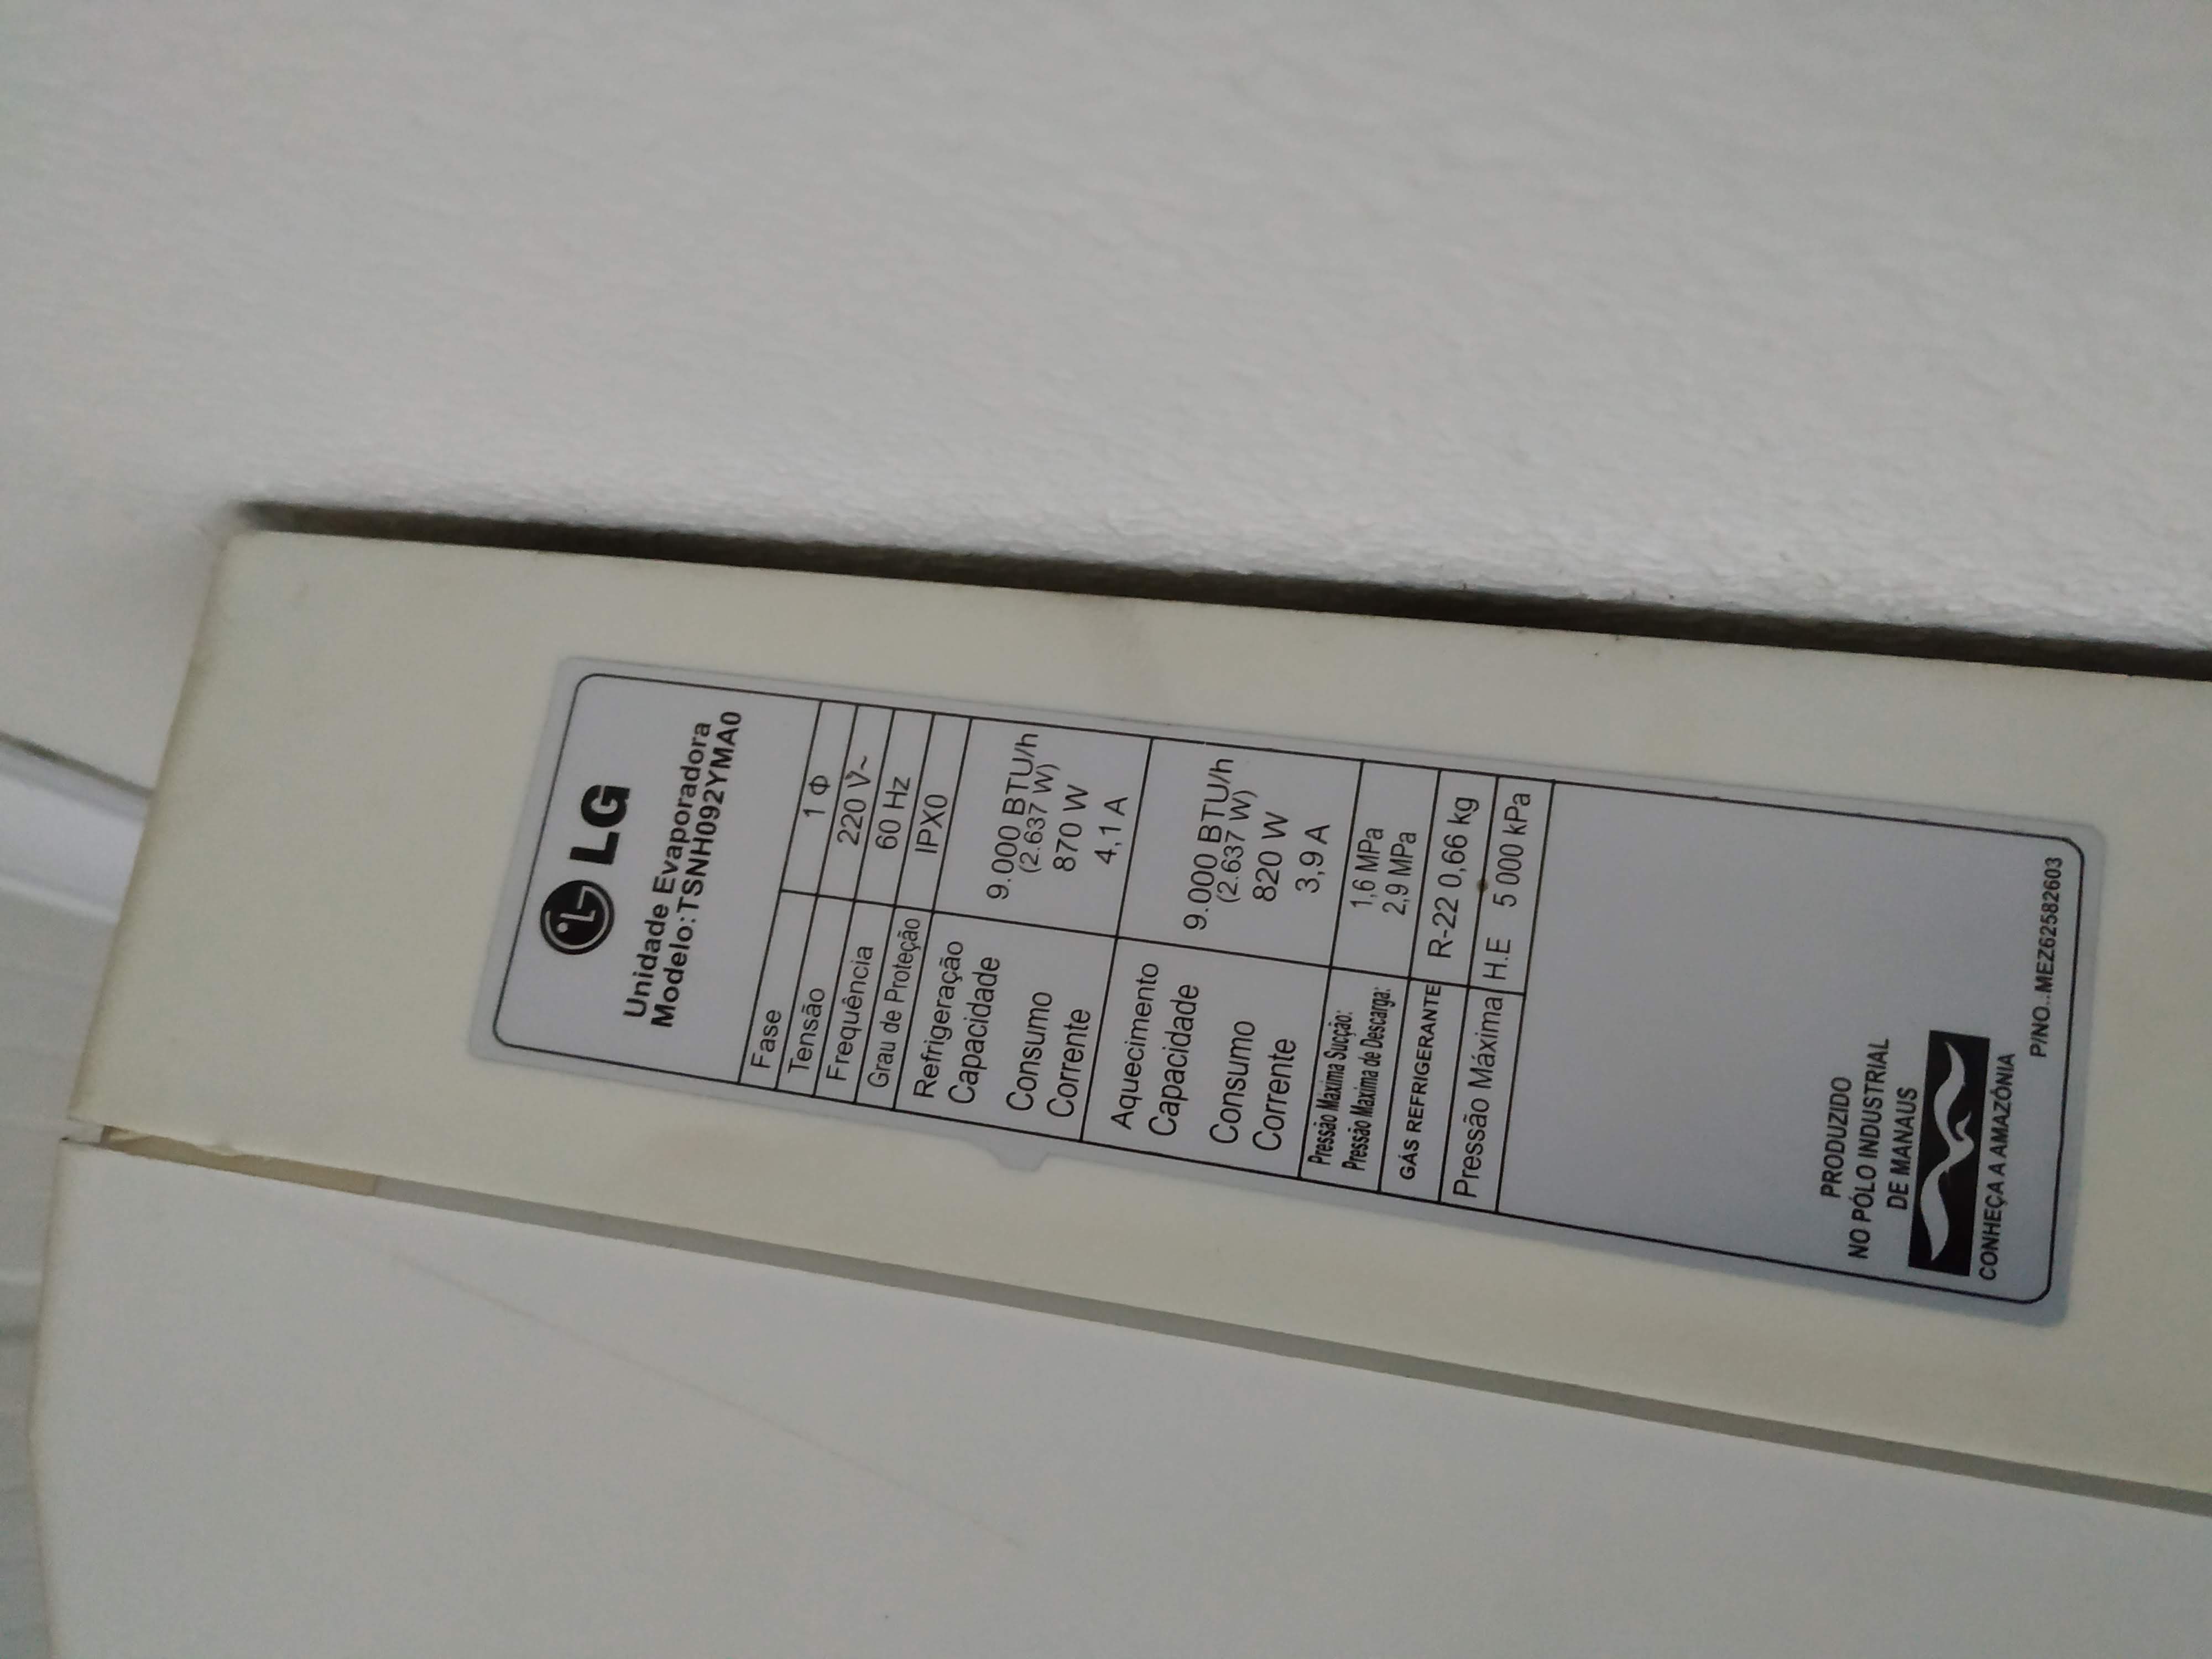 LG
Unidade Evaporadora
Modelo:TSNH092YMA0
Fase 1 Φ
Tensão 220 V~
Frequência 60 Hz
Grau de Proteção IPX0
Refrigeração
Capacidade 9.000 BTU/h
(2.637 W)
Consumo 870 W
Corrente 4,1 A
Aquecimento
Capacidade 9.000 BTU/h
(2.637 W)
Consumo 820 W
Corrente 3,9 A
Pressão Máxima Sucção: 1,6 MPa
Pressão Maxima de Descarga: 2,9 MPa
GÁS REFRIGERANTE R-22 0,66 kg
Pressão Máxima H.E 5 000 kPa
PRODUZIDO
NO PÓLO INDUSTRIAL
DE MANAUS
CONHEÇA A AMAZÔNIA
P/NO.:MEZ62582603